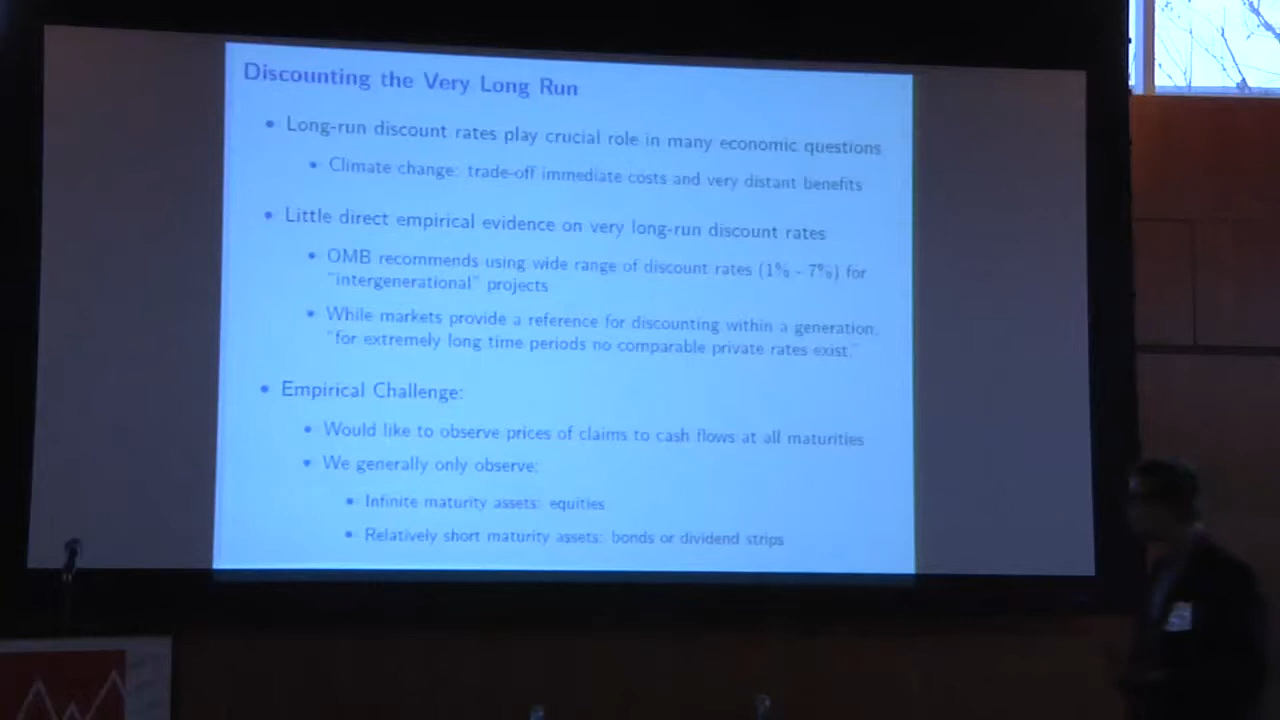 Discounting the Very Long Run
• Long-run discount rates play crucial role in many economic questions
• Climate change: trade-off immediate costs and very distant benefits
• Little direct empirical evidence on very long-run discount rates
• OMB recommends using wide range of discount rates (1% - 7%) for
"intergenerational" projects
• While markets provide a reference for discounting within a generation,
"for extremely long time periods no comparable private rates exist."
• Empirical Challenge:
• Would like to observe prices of claims to cash flows at all maturities
• We generally only observe:
• Infinite maturity assets: equities
• Relatively short maturity assets: bonds or dividend strips